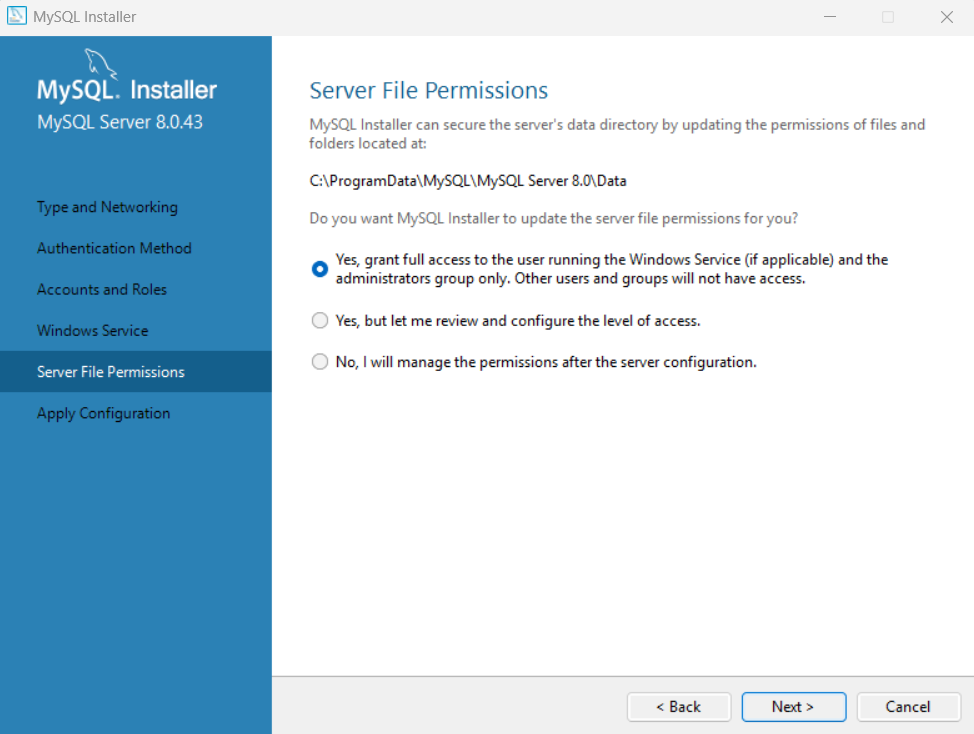 MySQL Installer
MySQL. Installer
MySQL Server 8.0.43
Type and Networking
Authentication Method
Accounts and Roles
Windows Service
Server File Permissions
Apply Configuration
Server File Permissions
MySQL Installer can secure the server's data directory by updating the permissions of files and
folders located at:
C:\ProgramData\MySQL\MySQL Server 8.0\Data
Do you want MySQL Installer to update the server file permissions for you?
Yes, grant full access to the user running the Windows Service (if applicable) and the
administrators group only. Other users and groups will not have access.
Yes, but let me review and configure the level of access.
No, I will manage the permissions after the server configuration.
< Back
Next >
Cancel